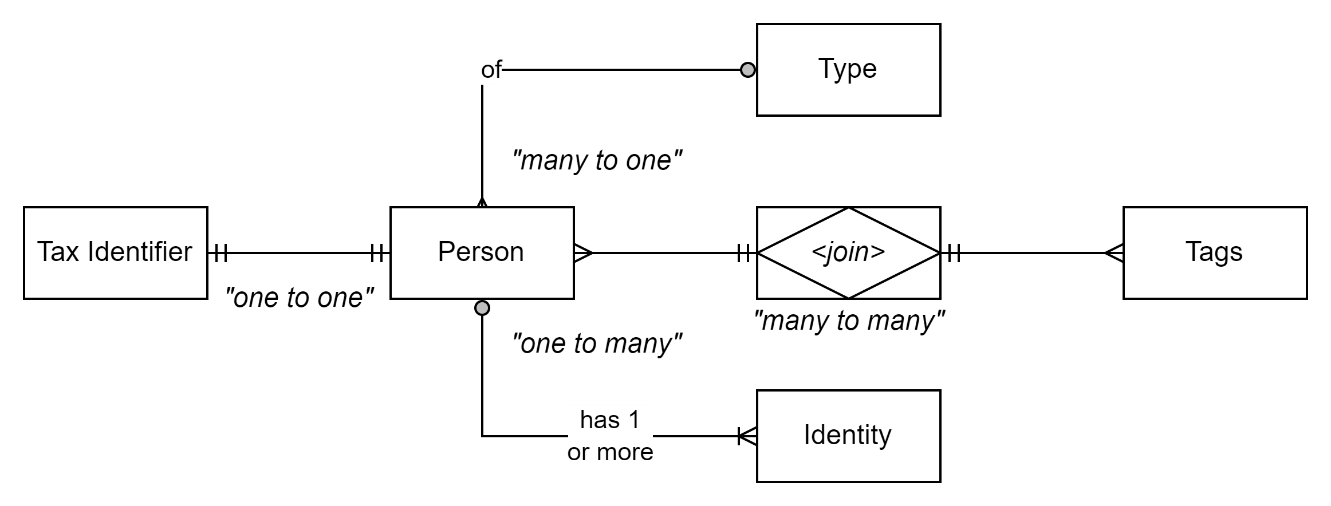 of
Type
"many to one"
Tax Identifier
Person
<join>
Tags
"one to one"
"many to many"
"one to many"
has 1
or more
Identity